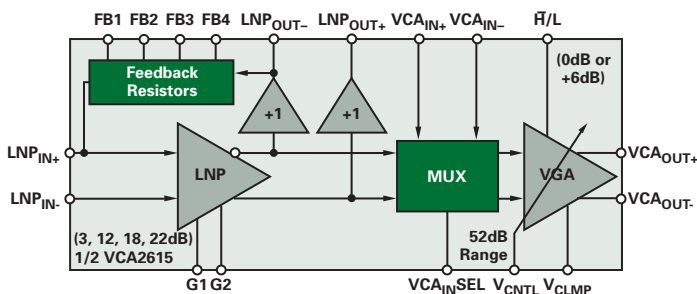 FB1 FB2 FB3 FB4 LNPOUT– LNPOUT+ VCAIN+ VCAIN– H̄/L
Feedback
Resistors
(0dB or
+6dB)
+1
+1
LNPIN+
LNP
MUX
VGA
VCAOUT+
LNPIN-
VCAOUT-
(3, 12, 18, 22dB)
1/2 VCA2615
52dB
Range
G1 G2
VCAINSEL
VCNTL
VCLMP